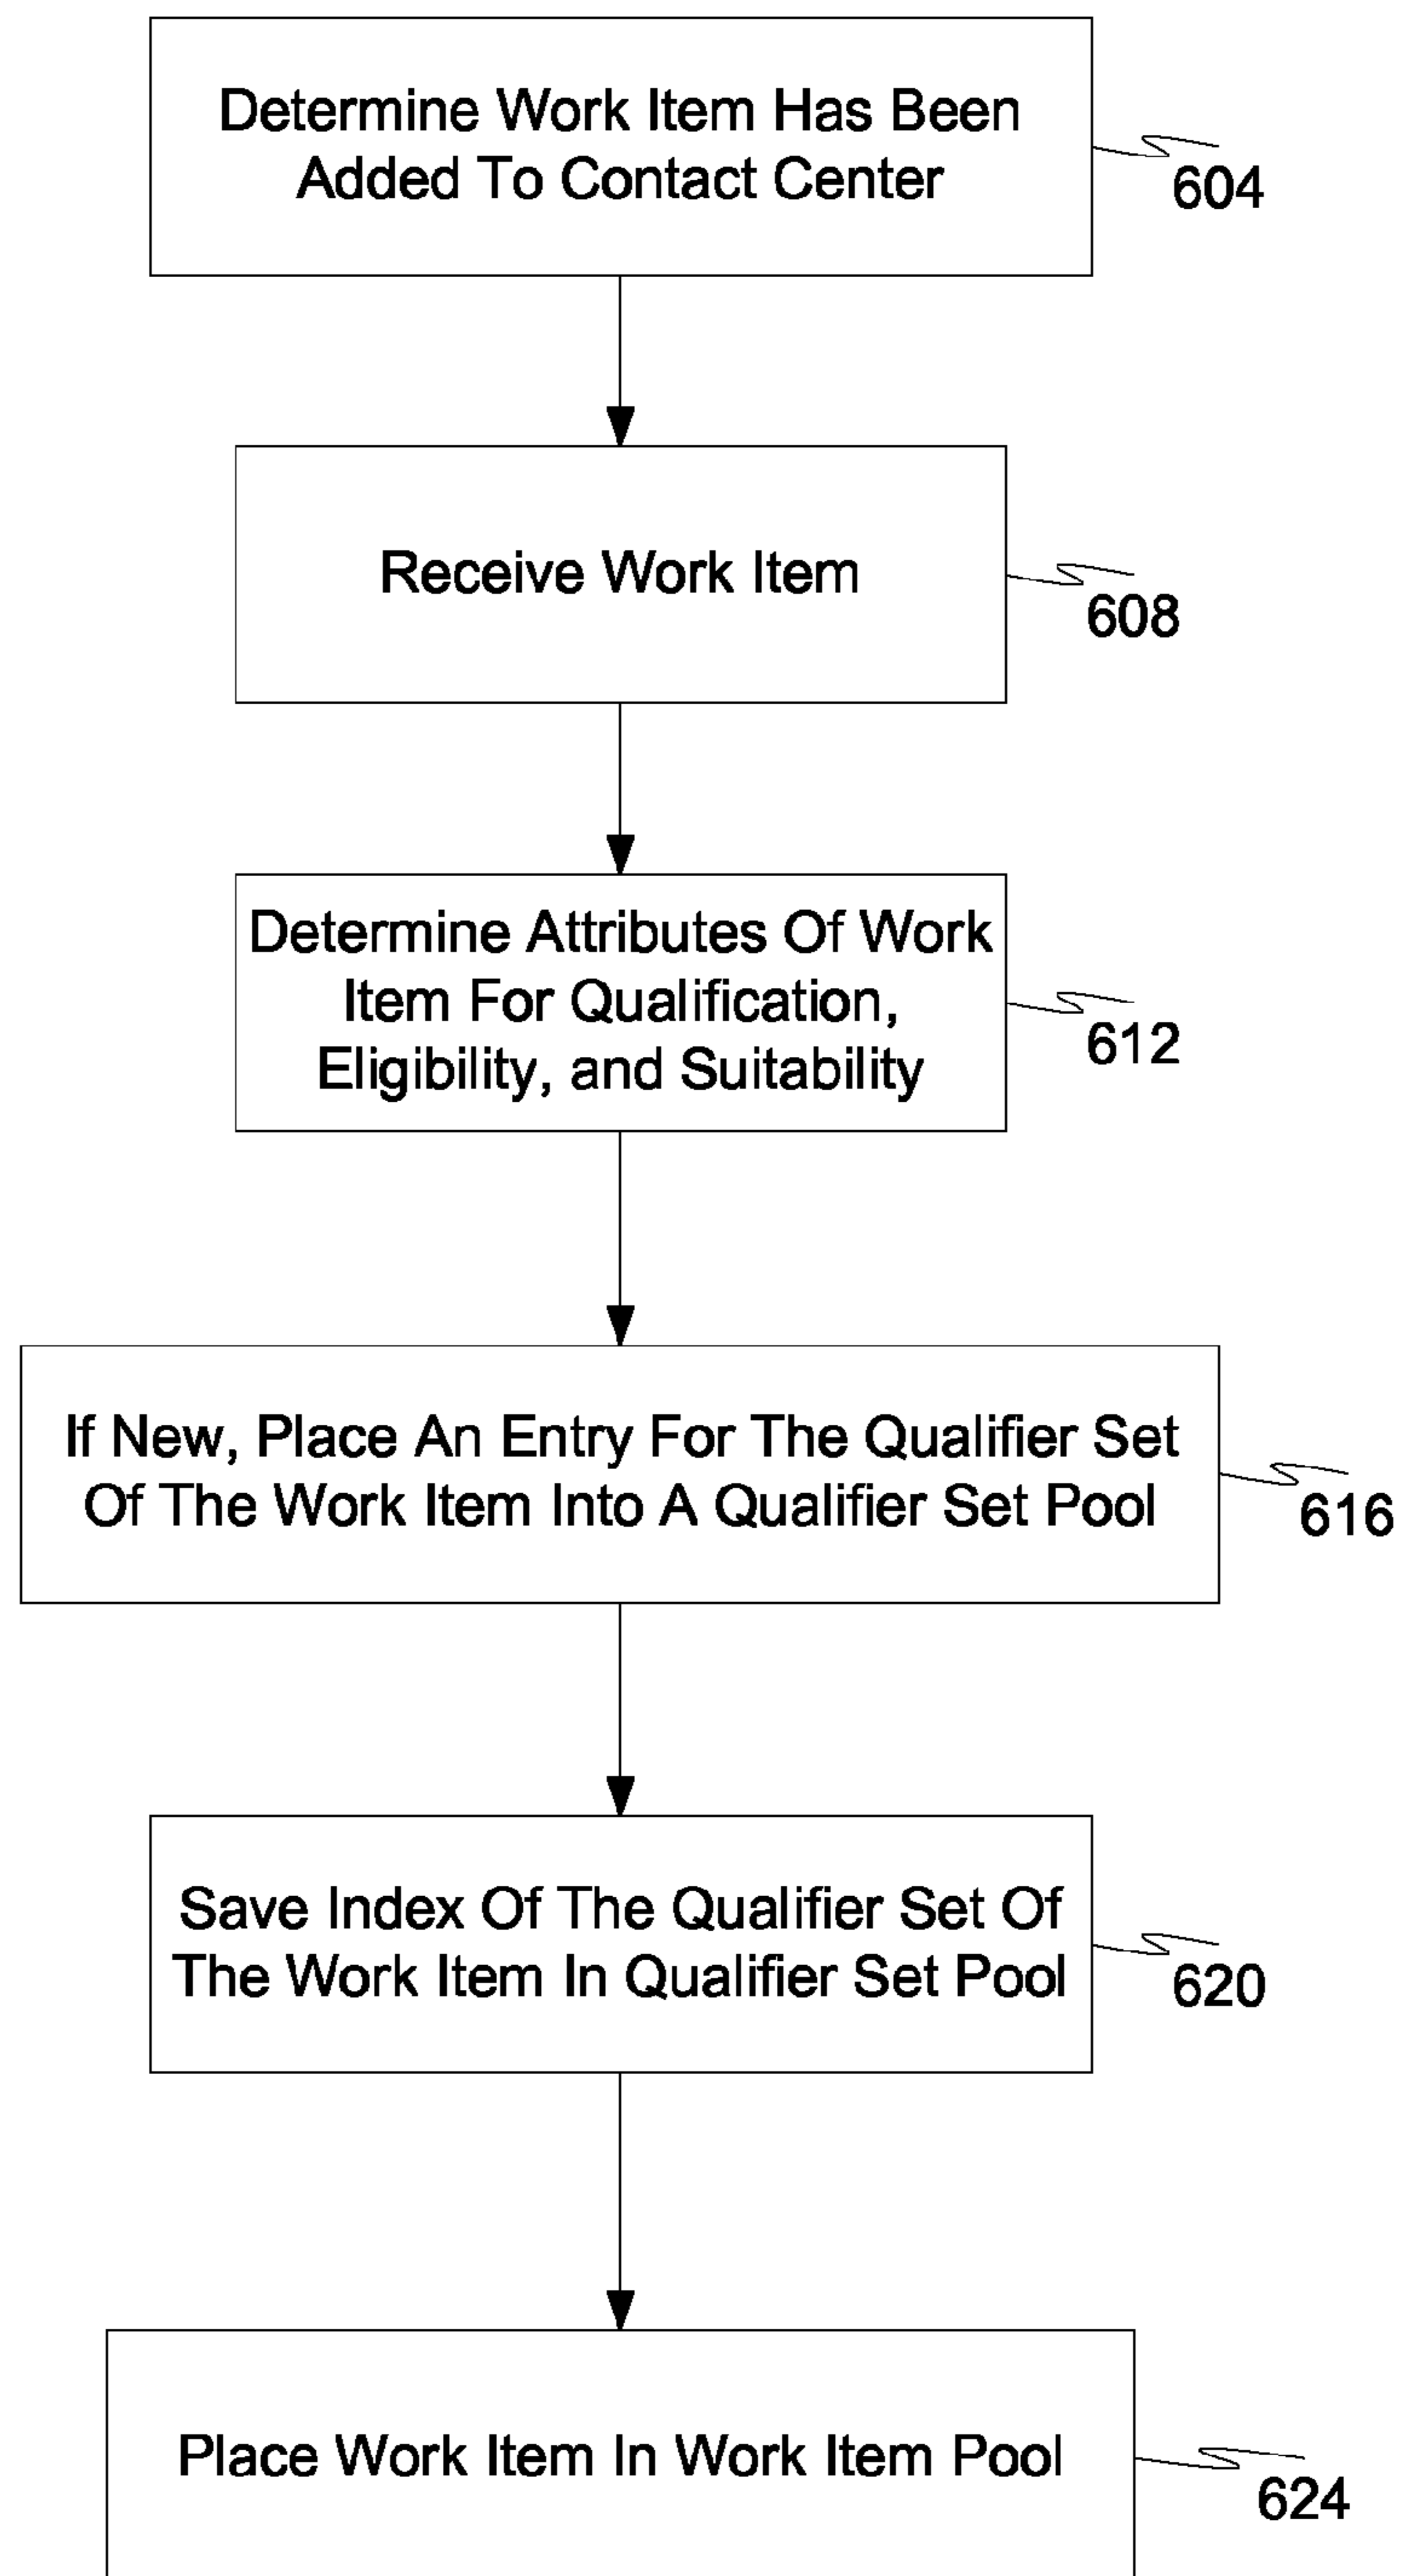 Determine Work Item Has Been
Added To Contact Center
604
Receive Work Item
608
Determine Attributes Of Work
Item For Qualification,
Eligibility, and Suitability
612
If New, Place An Entry For The Qualifier Set
Of The Work Item Into A Qualifier Set Pool
616
Save Index Of The Qualifier Set Of
The Work Item In Qualifier Set Pool
620
Place Work Item In Work Item Pool
624